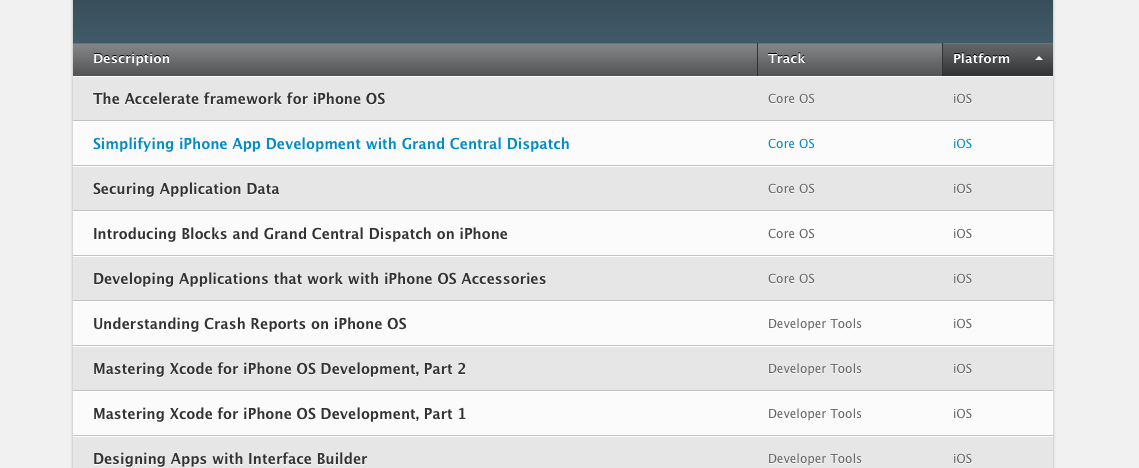 Description Track Platform
The Accelerate framework for iPhone OS Core OS iOS
Simplifying iPhone App Development with Grand Central Dispatch Core OS iOS
Securing Application Data Core OS iOS
Introducing Blocks and Grand Central Dispatch on iPhone Core OS iOS
Developing Applications that work with iPhone OS Accessories Core OS iOS
Understanding Crash Reports on iPhone OS Developer Tools iOS
Mastering Xcode for iPhone OS Development, Part 2 Developer Tools iOS
Mastering Xcode for iPhone OS Development, Part 1 Developer Tools iOS
Designing Apps with Interface Builder Developer Tools iOS